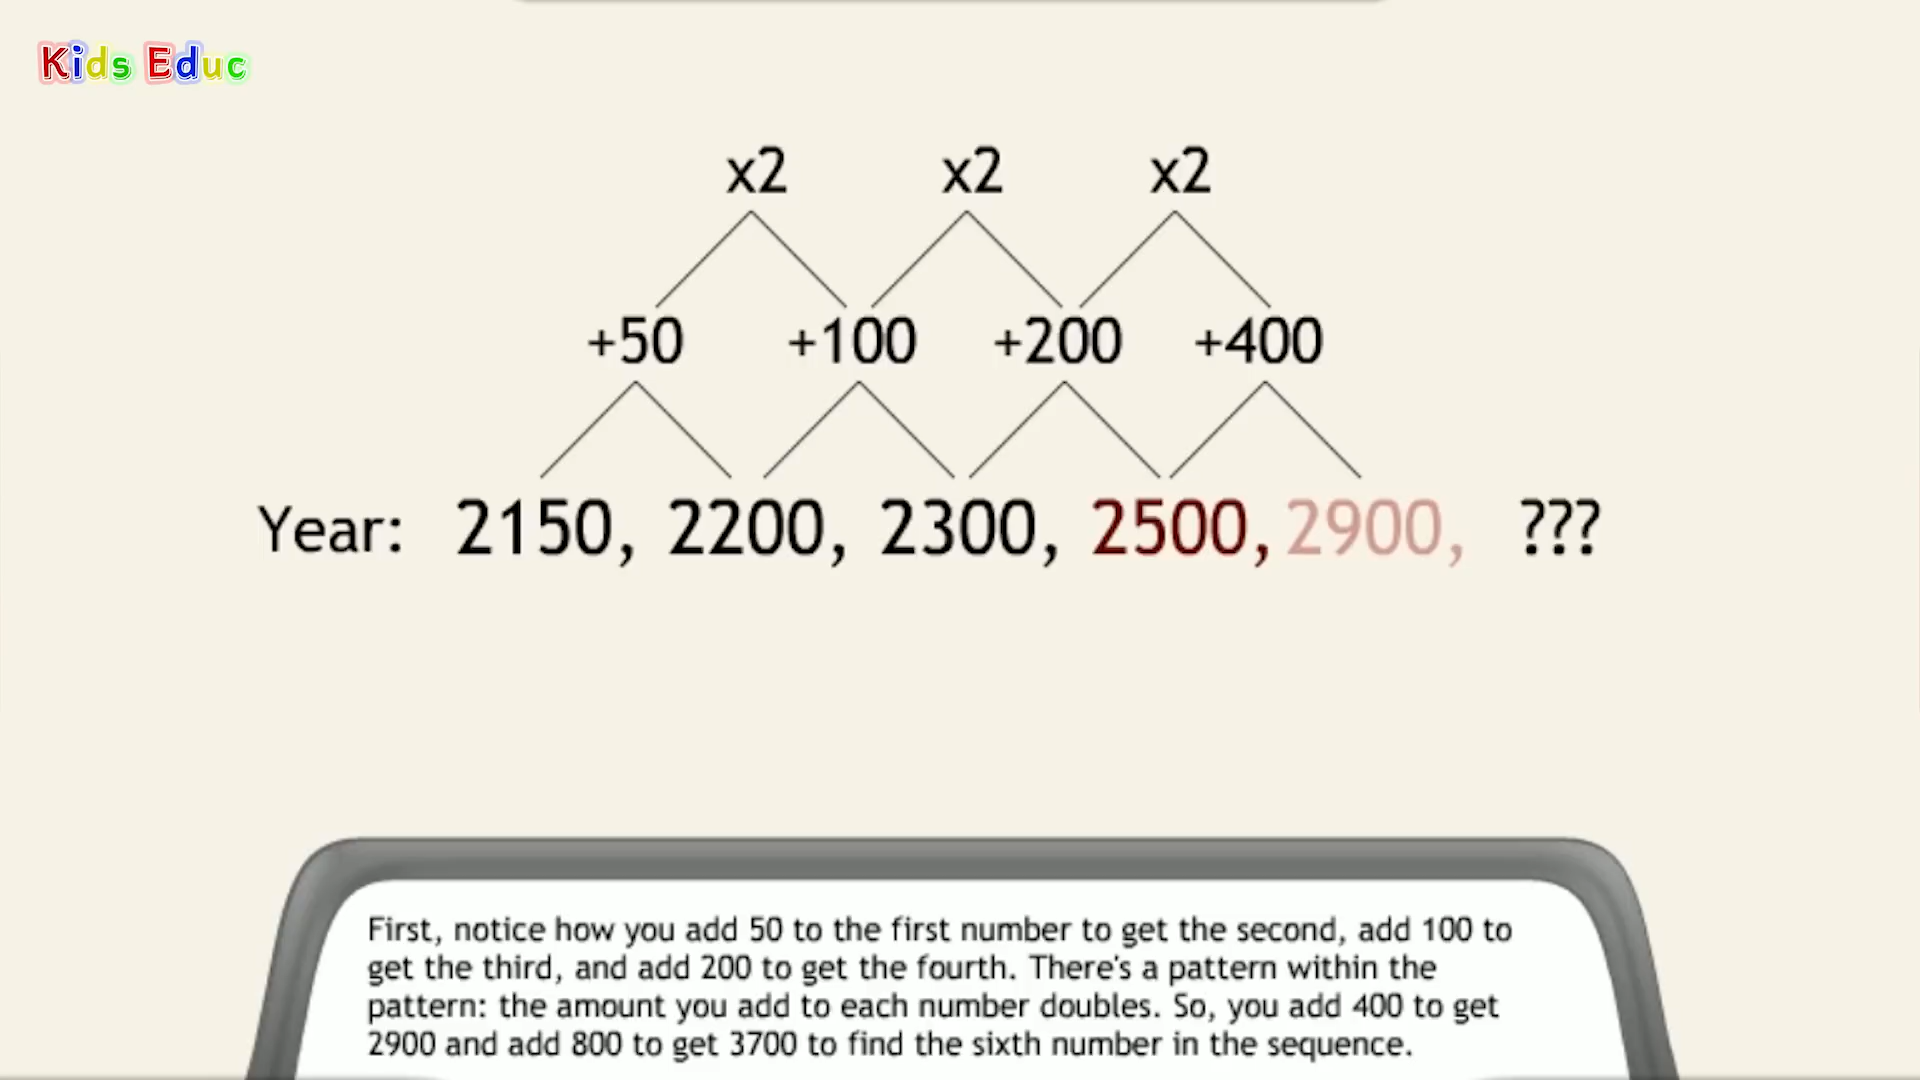 Kids Educ
x2 x2 x2
+50 +100 +200 +400
Year: 2150, 2200, 2300, 2500, 2900, ???
First, notice how you add 50 to the first number to get the second, add 100 to
get the third, and add 200 to get the fourth. There's a pattern within the
pattern: the amount you add to each number doubles. So, you add 400 to get
2900 and add 800 to get 3700 to find the sixth number in the sequence.